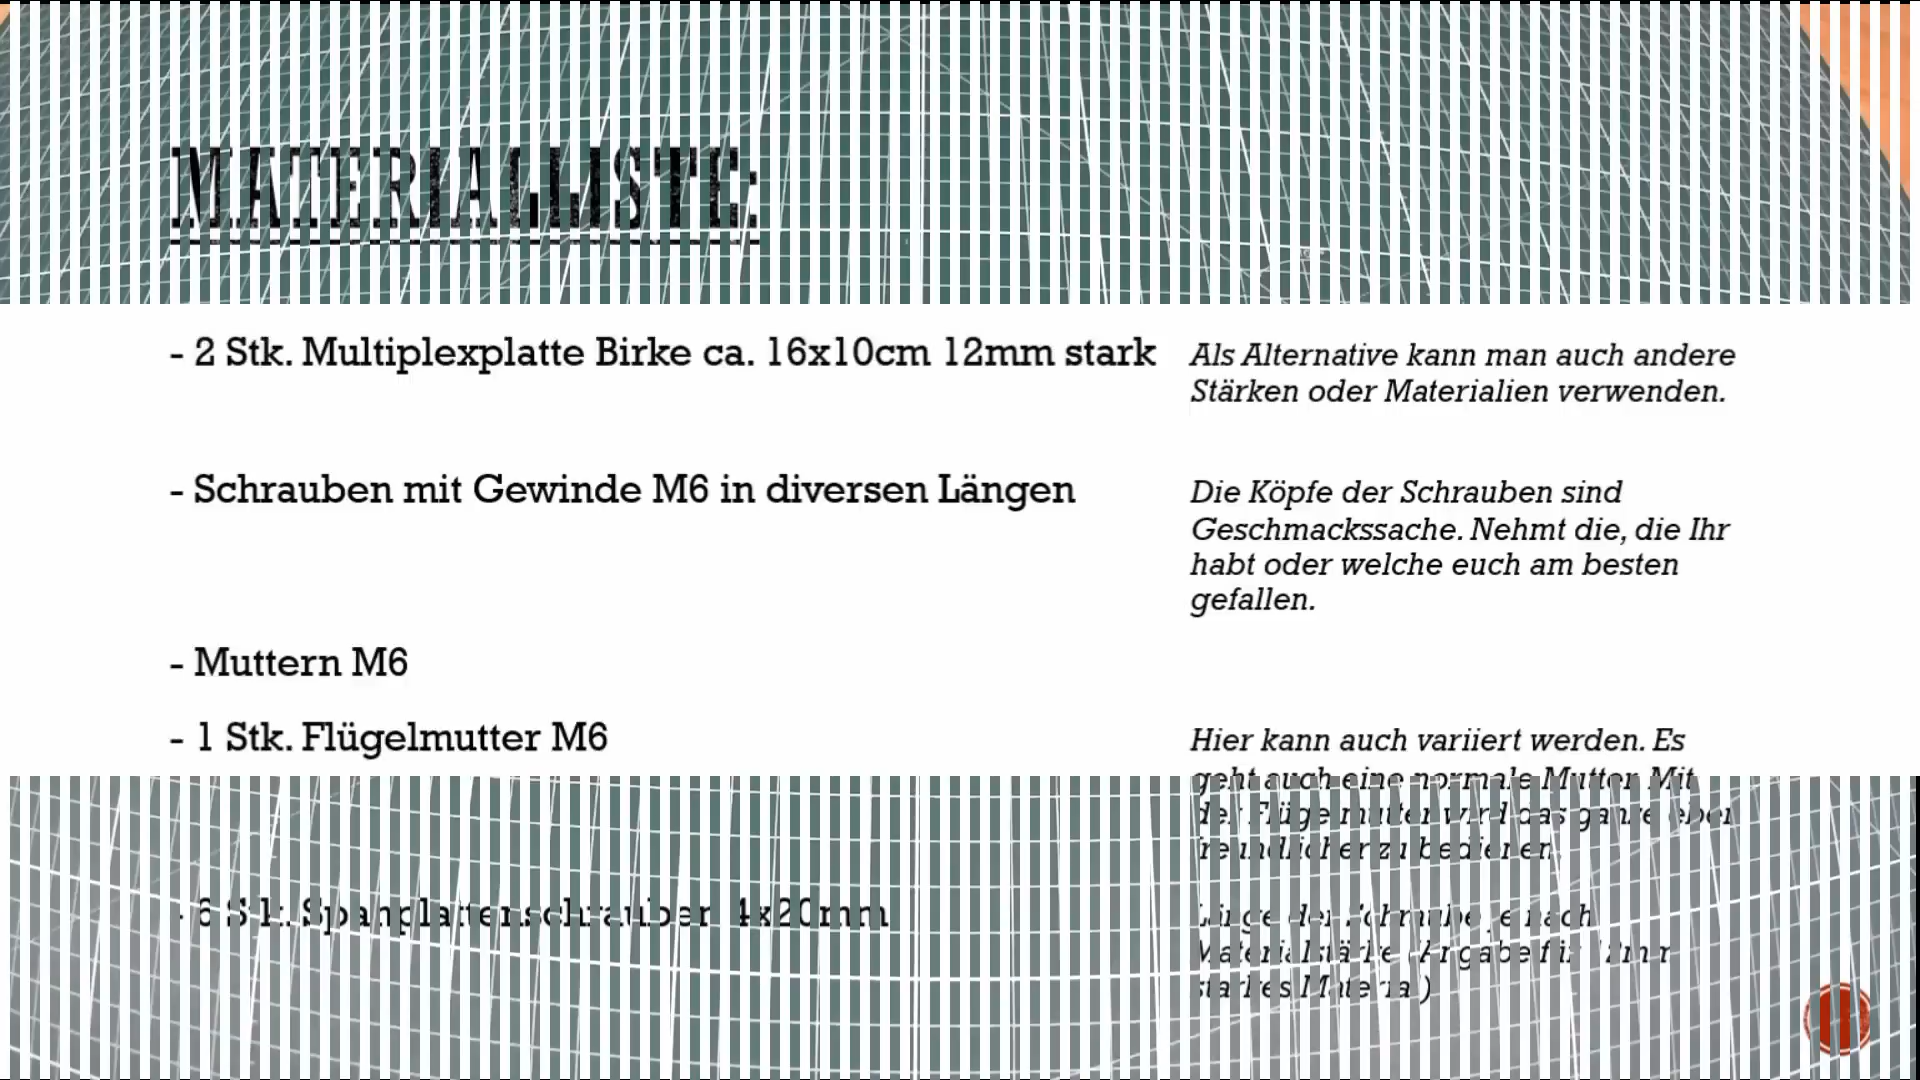 MATERIALLISTE:
- 2 Stk. Multiplexplatte Birke ca. 16x10cm 12mm stark
Als Alternative kann man auch andere
Stärken oder Materialien verwenden.
- Schrauben mit Gewinde M6 in diversen Längen
Die Köpfe der Schrauben sind
Geschmackssache. Nehmt die, die Ihr
habt oder welche euch am besten
gefallen.
- Muttern M6
- 1 Stk. Flügelmutter M6
Hier kann auch variiert werden. Es
geht auch eine normale Mutter. Mit
der Flügelmutter wird das ganze eben
freundlicher zu bedienen.
- 6 Stk. Spanplattenschrauben 4x20mm
Länge der Schraube je nach
Materialstärke (Angabe für 12mm
starkes Material)